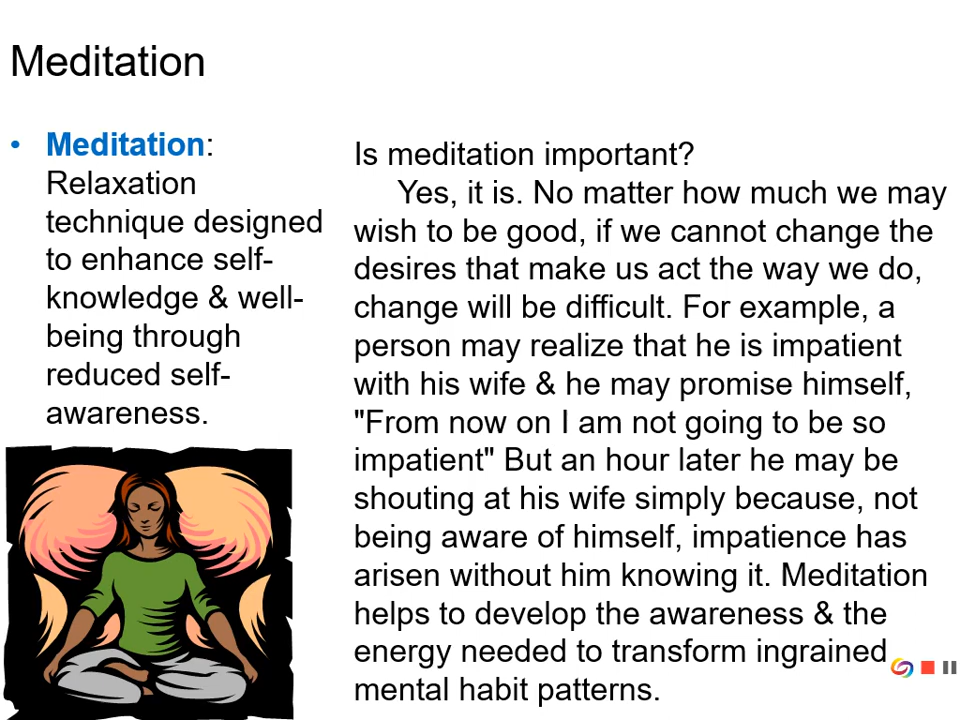 Meditation
• Meditation:
Relaxation
technique designed
to enhance self-
knowledge & well-
being through
reduced self-
awareness.
Is meditation important?
Yes, it is. No matter how much we may
wish to be good, if we cannot change the
desires that make us act the way we do,
change will be difficult. For example, a
person may realize that he is impatient
with his wife & he may promise himself,
"From now on I am not going to be so
impatient" But an hour later he may be
shouting at his wife simply because, not
being aware of himself, impatience has
arisen without him knowing it. Meditation
helps to develop the awareness & the
energy needed to transform ingrained
mental habit patterns.